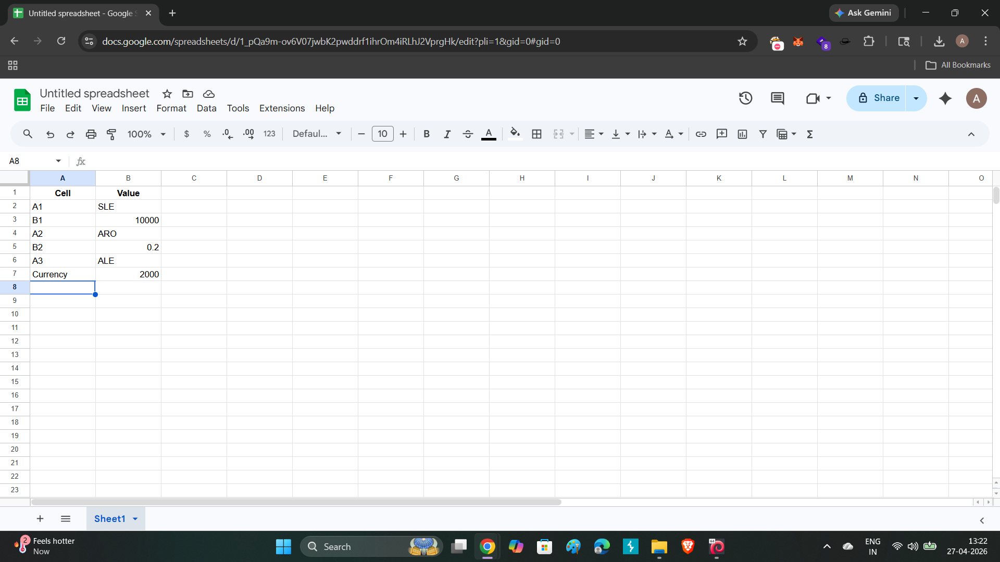 Untitled spreadsheet - Google S
Ask Gemini
docs.google.com/spreadsheets/d/1_pQa9m-ov6V07jwbK2pwddrf1ihrOm4iRLhJ2VprgHk/edit?pli=1&gid=0#gid=0
8
A
All Bookmarks
Untitled spreadsheet
File Edit View Insert Format Data Tools Extensions Help
Share
A
100% $ % .0 .00 123 Defaul... 10 B I A
A8 fx
A B C D E F G H I J K L M N O
1 Cell Value
2 A1 SLE
3 B1 10000
4 A2 ARO
5 B2 0.2
6 A3 ALE
7 Currency 2000
8
9
10
11
12
13
14
15
16
17
18
19
20
21
22
23
Sheet1
2
Feels hotter
Now
Search
64
ENG
IN
13:22
27-04-2026